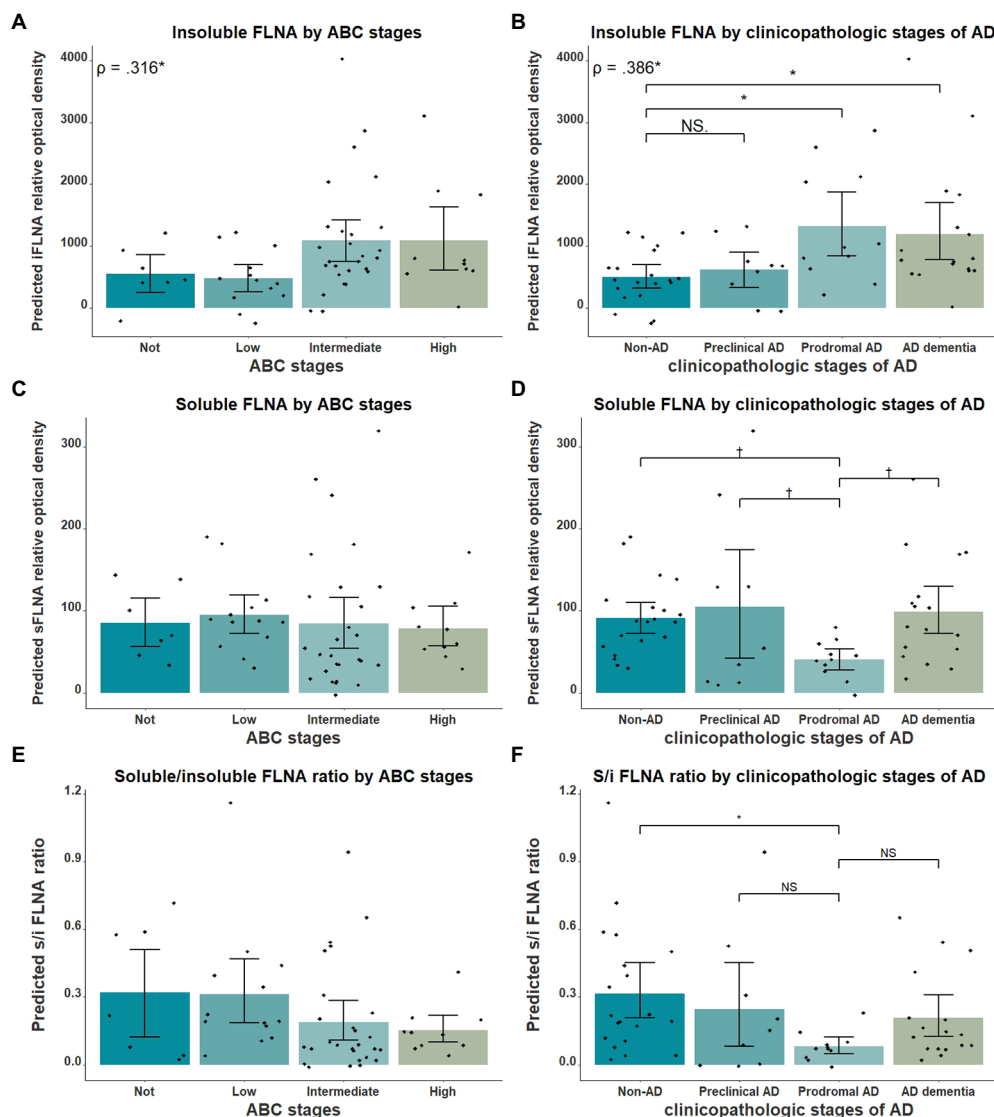 A
Insoluble FLNA by ABC stages
ρ = .316*
Predicted iFLNA relative optical density
4000
3000
2000
1000
0
Not Low Intermediate High
ABC stages
B
Insoluble FLNA by clinicopathologic stages of AD
ρ = .386*
*
*
NS.
Predicted iFLNA relative optical density
4000
3000
2000
1000
0
Non-AD Preclinical AD Prodromal AD AD dementia
clinicopathologic stages of AD
C
Soluble FLNA by ABC stages
Predicted sFLNA relative optical density
300
200
100
0
Not Low Intermediate High
ABC stages
D
Soluble FLNA by clinicopathologic stages of AD
†
†
†
Predicted sFLNA relative optical density
300
200
100
0
Non-AD Preclinical AD Prodromal AD AD dementia
clinicopathologic stages of AD
E
Soluble/insoluble FLNA ratio by ABC stages
Predicted s/i FLNA ratio
1.2
0.9
0.6
0.3
0.0
Not Low Intermediate High
ABC stages
F
S/i FLNA ratio by clinicopathologic stages of AD
*
NS
NS
Predicted s/i FLNA ratio
1.2
0.9
0.6
0.3
0.0
Non-AD Preclinical AD Prodromal AD AD dementia
clinicopathologic stages of AD